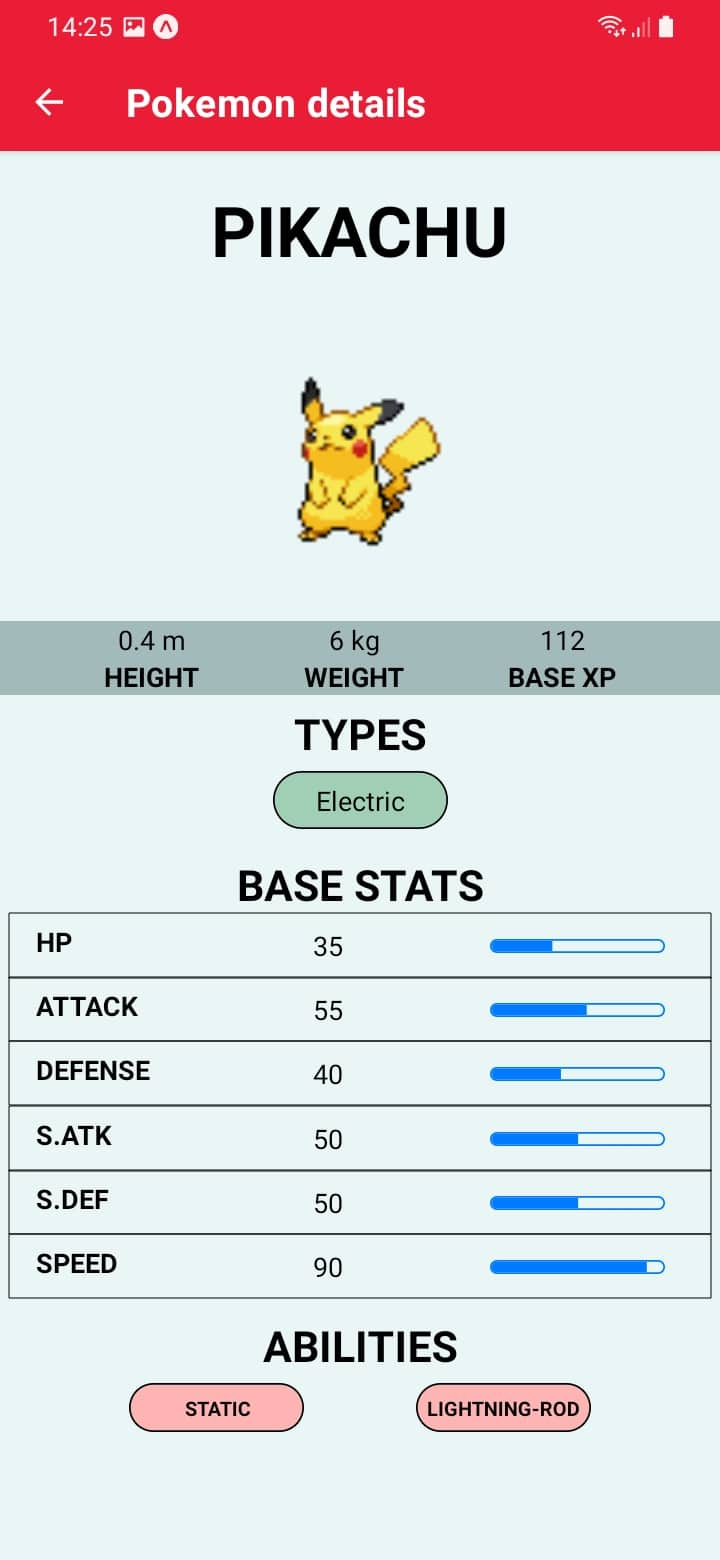 14:25
Pokemon details
PIKACHU
0.4 m 6 kg 112
HEIGHT WEIGHT BASE XP
TYPES
Electric
BASE STATS
HP 35
ATTACK 55
DEFENSE 40
S.ATK 50
S.DEF 50
SPEED 90
ABILITIES
STATIC LIGHTNING-ROD